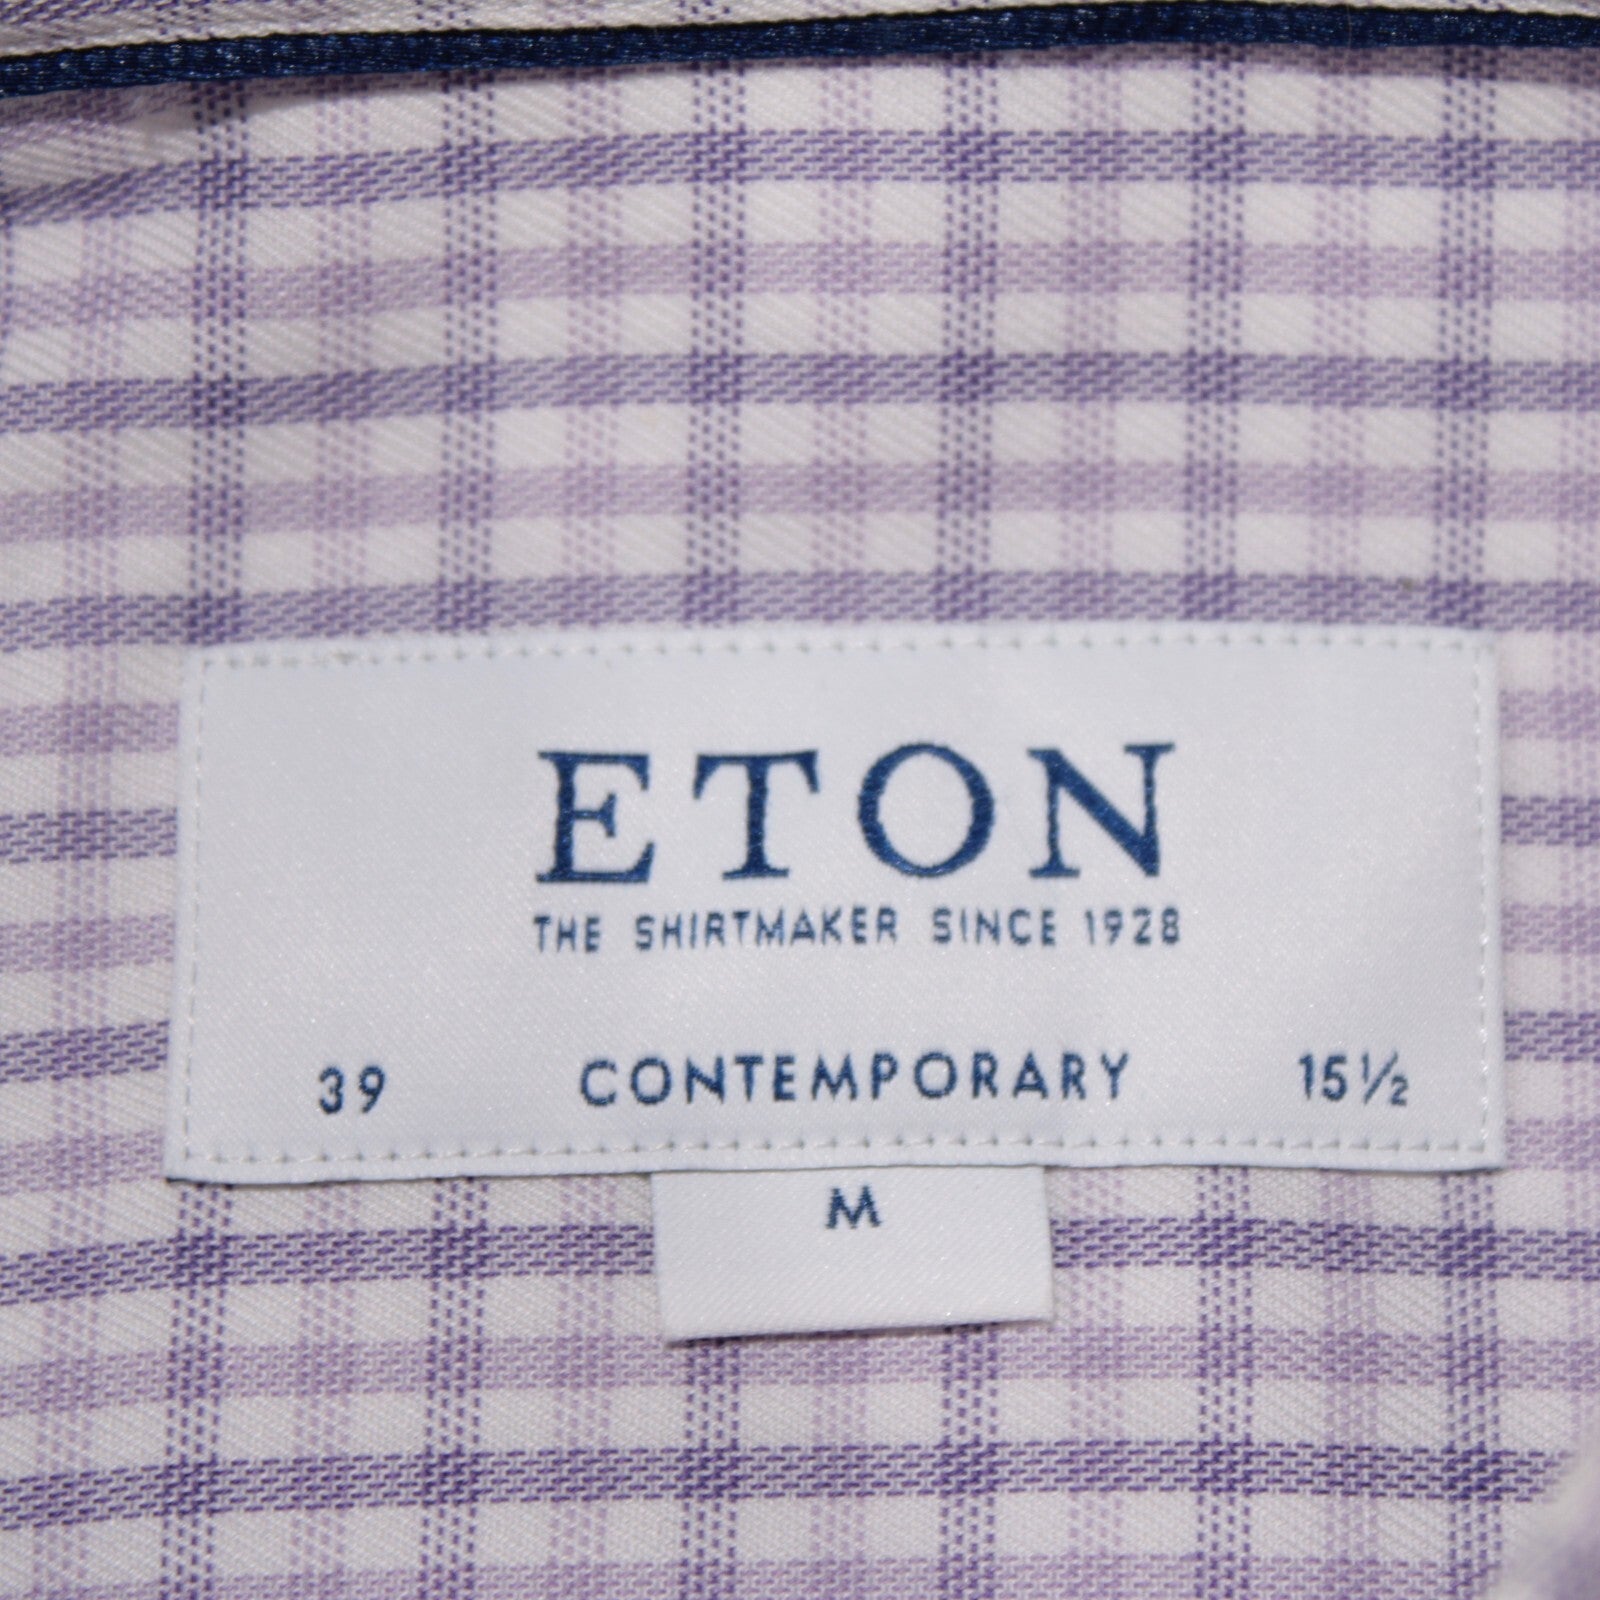 ETON
THE SHIRTMAKER SINCE 1928
39 CONTEMPORARY 15½
M